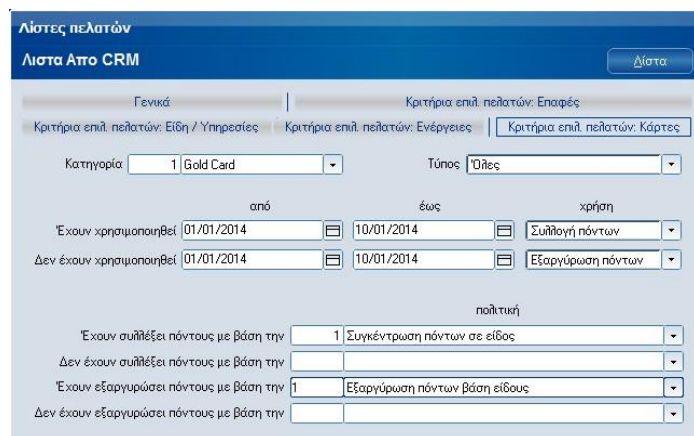 Λίστες πελατών
Λιστα Απο CRM
Λίστα
Γενικά Κριτήρια επιλ. πελατών: Επαφές
Κριτήρια επιλ. πελατών: Είδη / Υπηρεσίες Κριτήρια επιλ. πελατών: Ενέργειες Κριτήρια επιλ. πελατών: Κάρτες
Κατηγορία 1 Gold Card Τύπος Όλες
από έως χρήση
Έχουν χρησιμοποιηθεί 01/01/2014 10/01/2014 Συλλογή πόντων
Δεν έχουν χρησιμοποιηθεί 01/01/2014 10/01/2014 Εξαργύρωση πόντων
πολιτική
Έχουν συλλέξει πόντους με βάση την 1 Συγκέντρωση πόντων σε είδος
Δεν έχουν συλλέξει πόντους με βάση την
Έχουν εξαργυρώσει πόντους με βάση την 1 Εξαργύρωση πόντων βάση είδους
Δεν έχουν εξαργυρώσει πόντους με βάση την